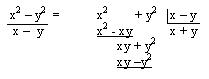 x² – y² = x² + y² |x – y
x – y x² - xy x + y
xy + y²
xy –y²